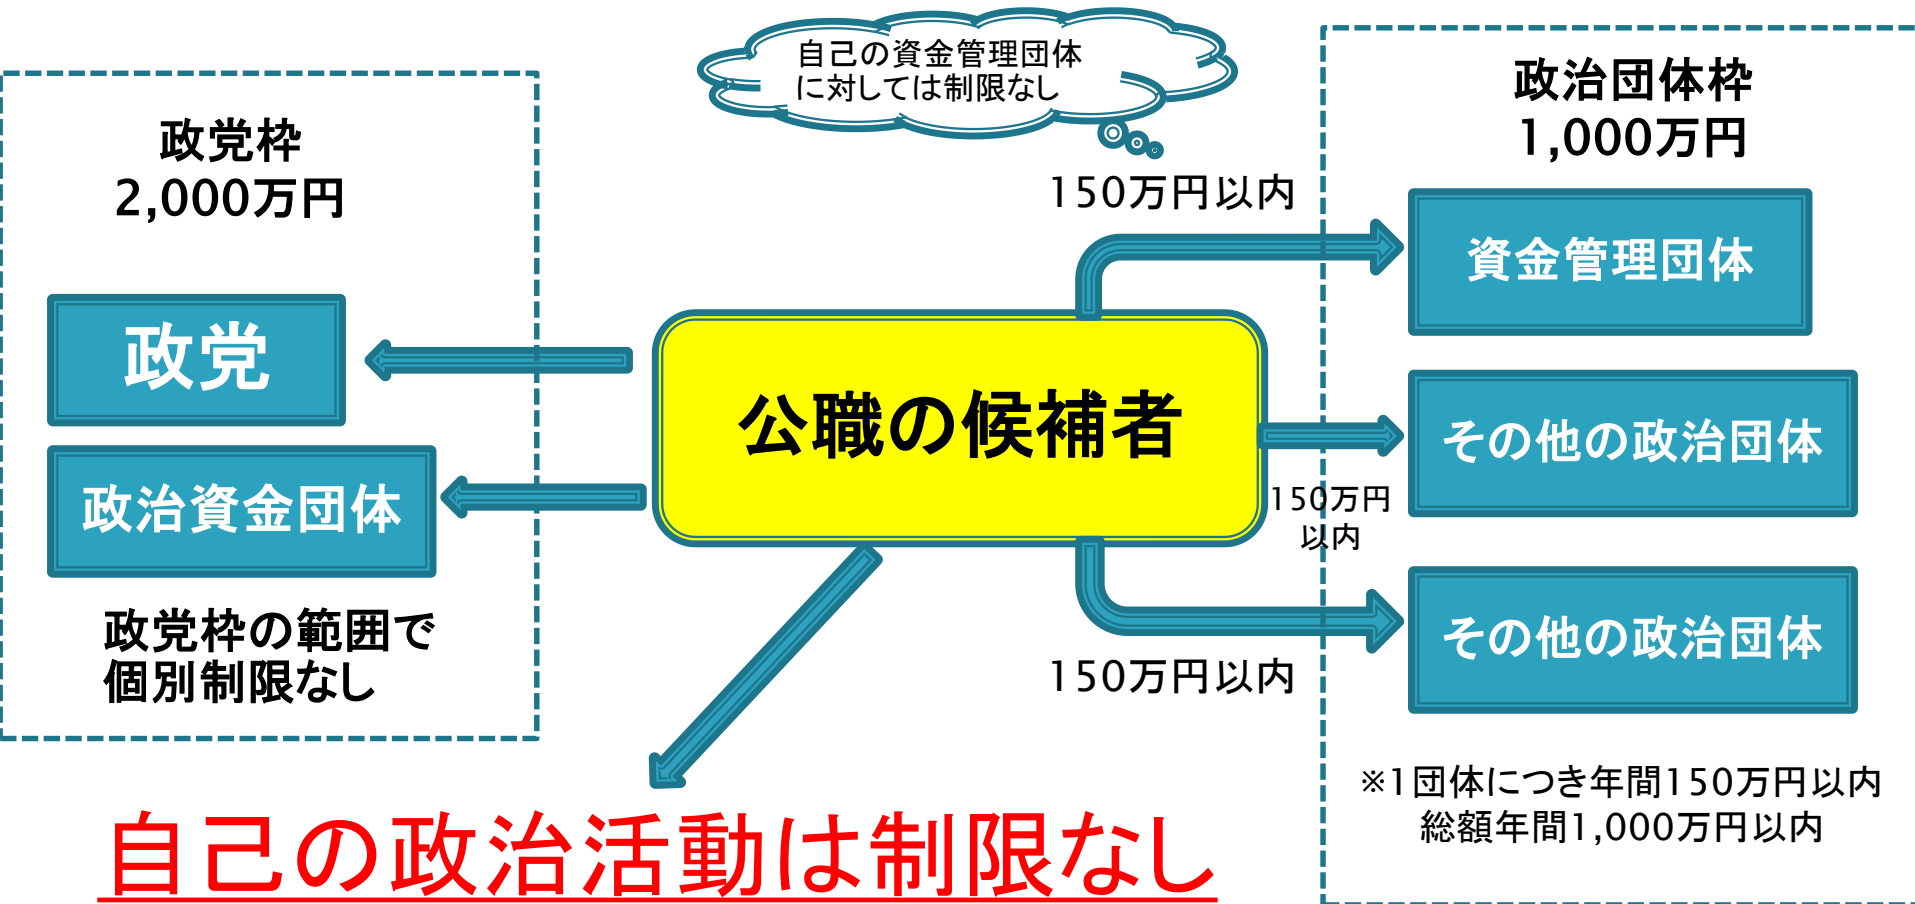 自己の資金管理団体
に対しては制限なし
政党枠
2,000万円
政党
政治資金団体
政党枠の範囲で
個別制限なし
公職の候補者
150万円以内
150万円
以内
150万円以内
政治団体枠
1,000万円
資金管理団体
その他の政治団体
その他の政治団体
※1団体につき年間150万円以内
総額年間1,000万円以内
自己の政治活動は制限なし